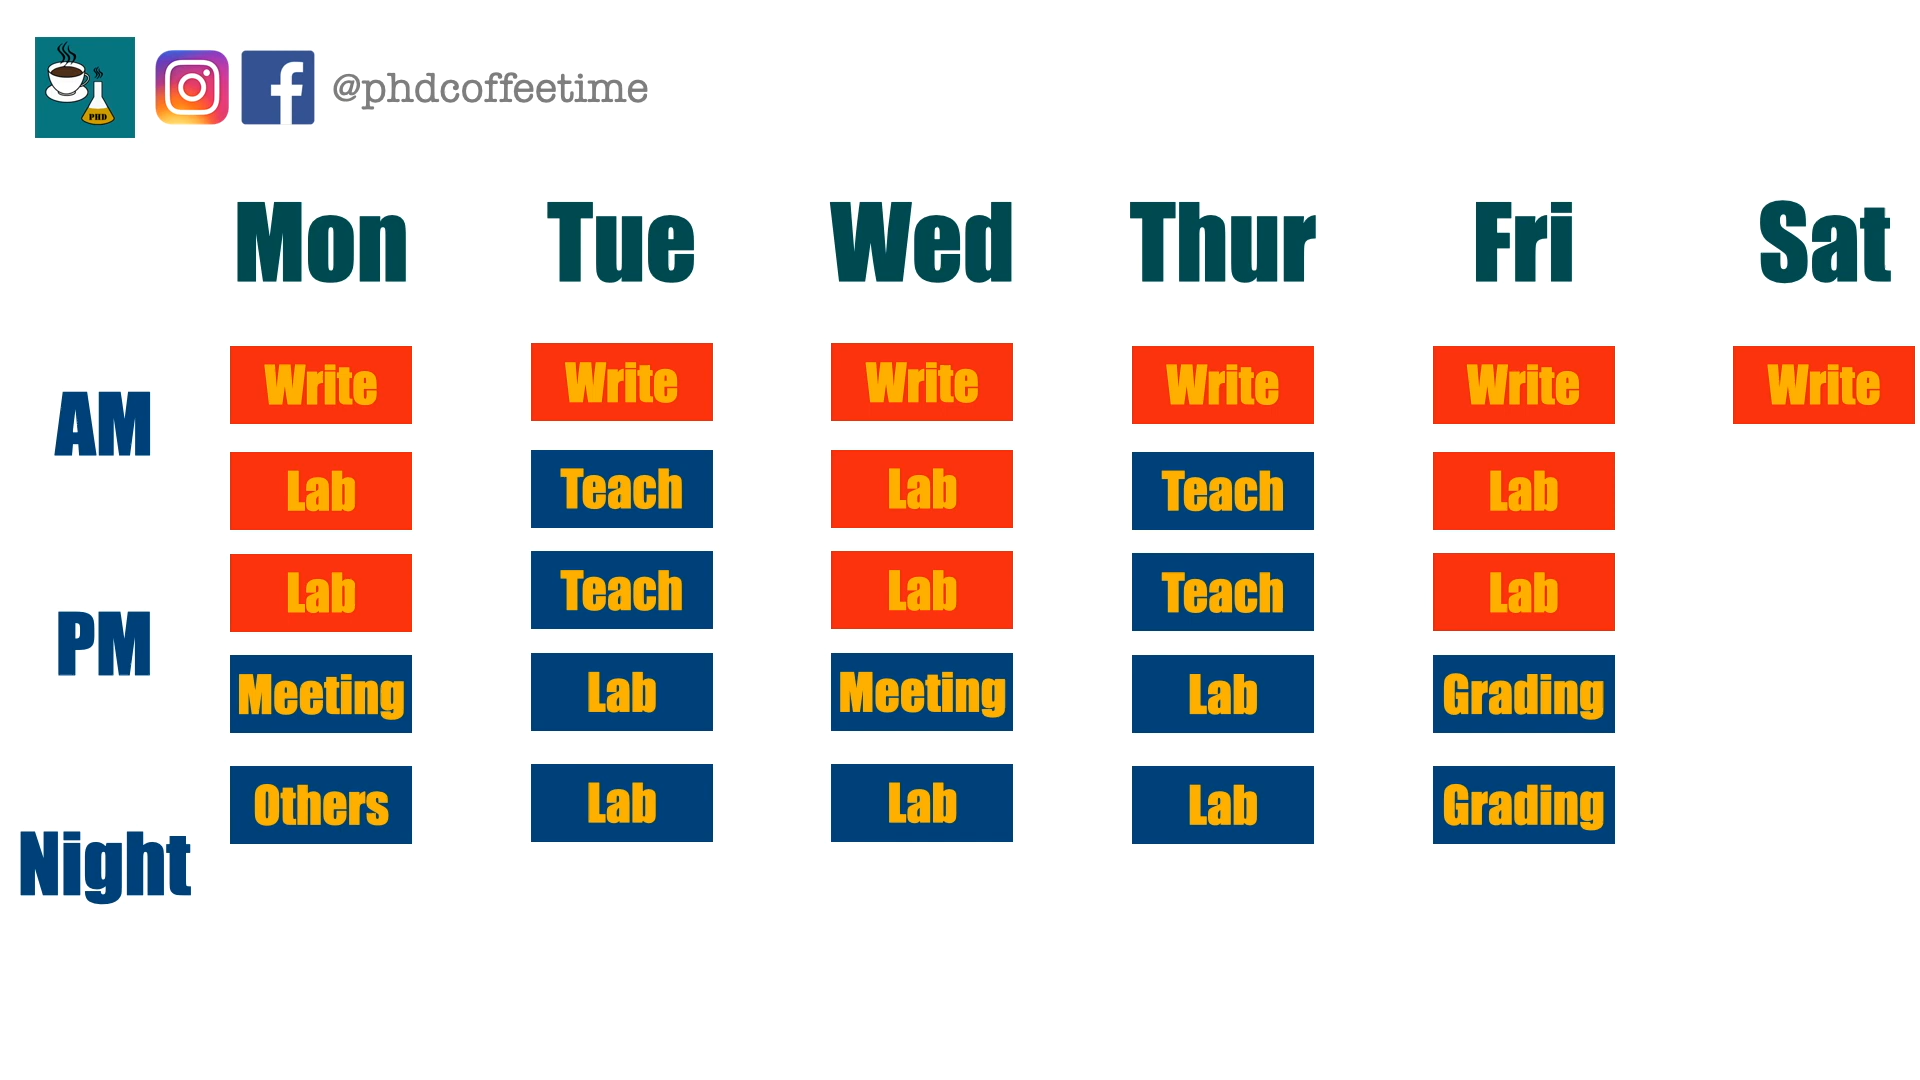 PHD
@phdcoffeetime
Mon Tue Wed Thur Fri Sat
AM
Write Write Write Write Write Write
Lab Teach Lab Teach Lab
PM
Lab Teach Lab Teach Lab
Meeting Lab Meeting Lab Grading
Night
Others Lab Lab Lab Grading